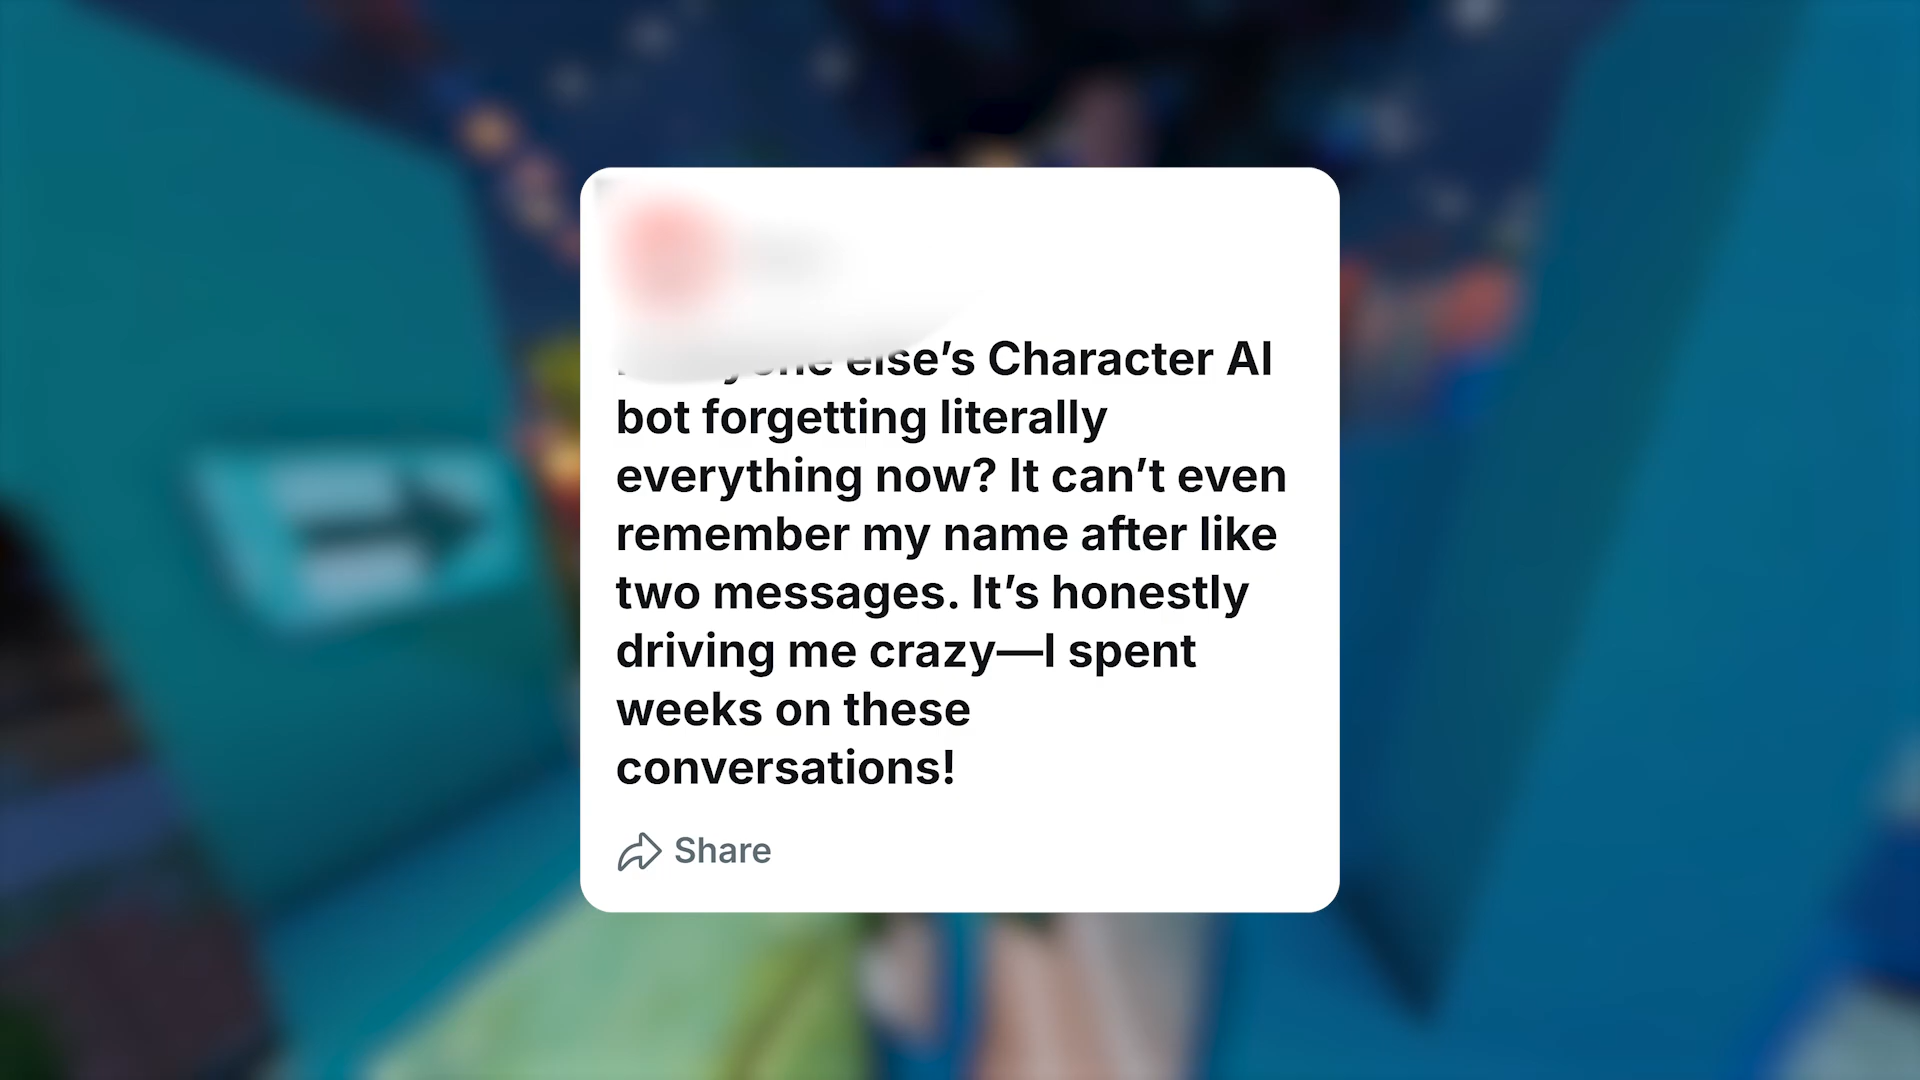 else’s Character AI
bot forgetting literally
everything now? It can’t even
remember my name after like
two messages. It’s honestly
driving me crazy—I spent
weeks on these
conversations!
Share